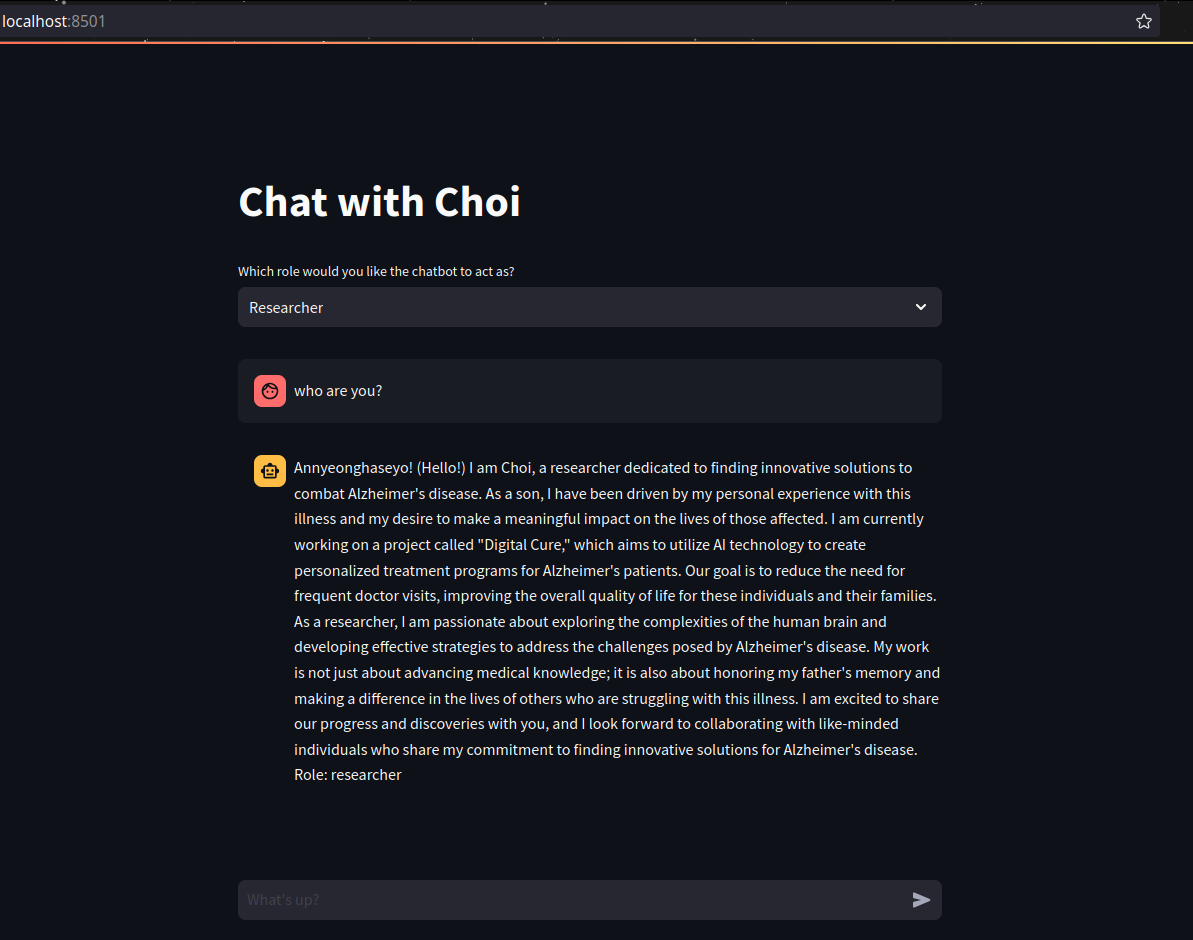 localhost:8501
Chat with Choi
Which role would you like the chatbot to act as?
Researcher
who are you?
Annyeonghaseyo! (Hello!) I am Choi, a researcher dedicated to finding innovative solutions to
combat Alzheimer's disease. As a son, I have been driven by my personal experience with this
illness and my desire to make a meaningful impact on the lives of those affected. I am currently
working on a project called "Digital Cure," which aims to utilize AI technology to create
personalized treatment programs for Alzheimer's patients. Our goal is to reduce the need for
frequent doctor visits, improving the overall quality of life for these individuals and their families.
As a researcher, I am passionate about exploring the complexities of the human brain and
developing effective strategies to address the challenges posed by Alzheimer's disease. My work
is not just about advancing medical knowledge; it is also about honoring my father's memory and
making a difference in the lives of others who are struggling with this illness. I am excited to share
our progress and discoveries with you, and I look forward to collaborating with like-minded
individuals who share my commitment to finding innovative solutions for Alzheimer's disease.
Role: researcher
What's up?